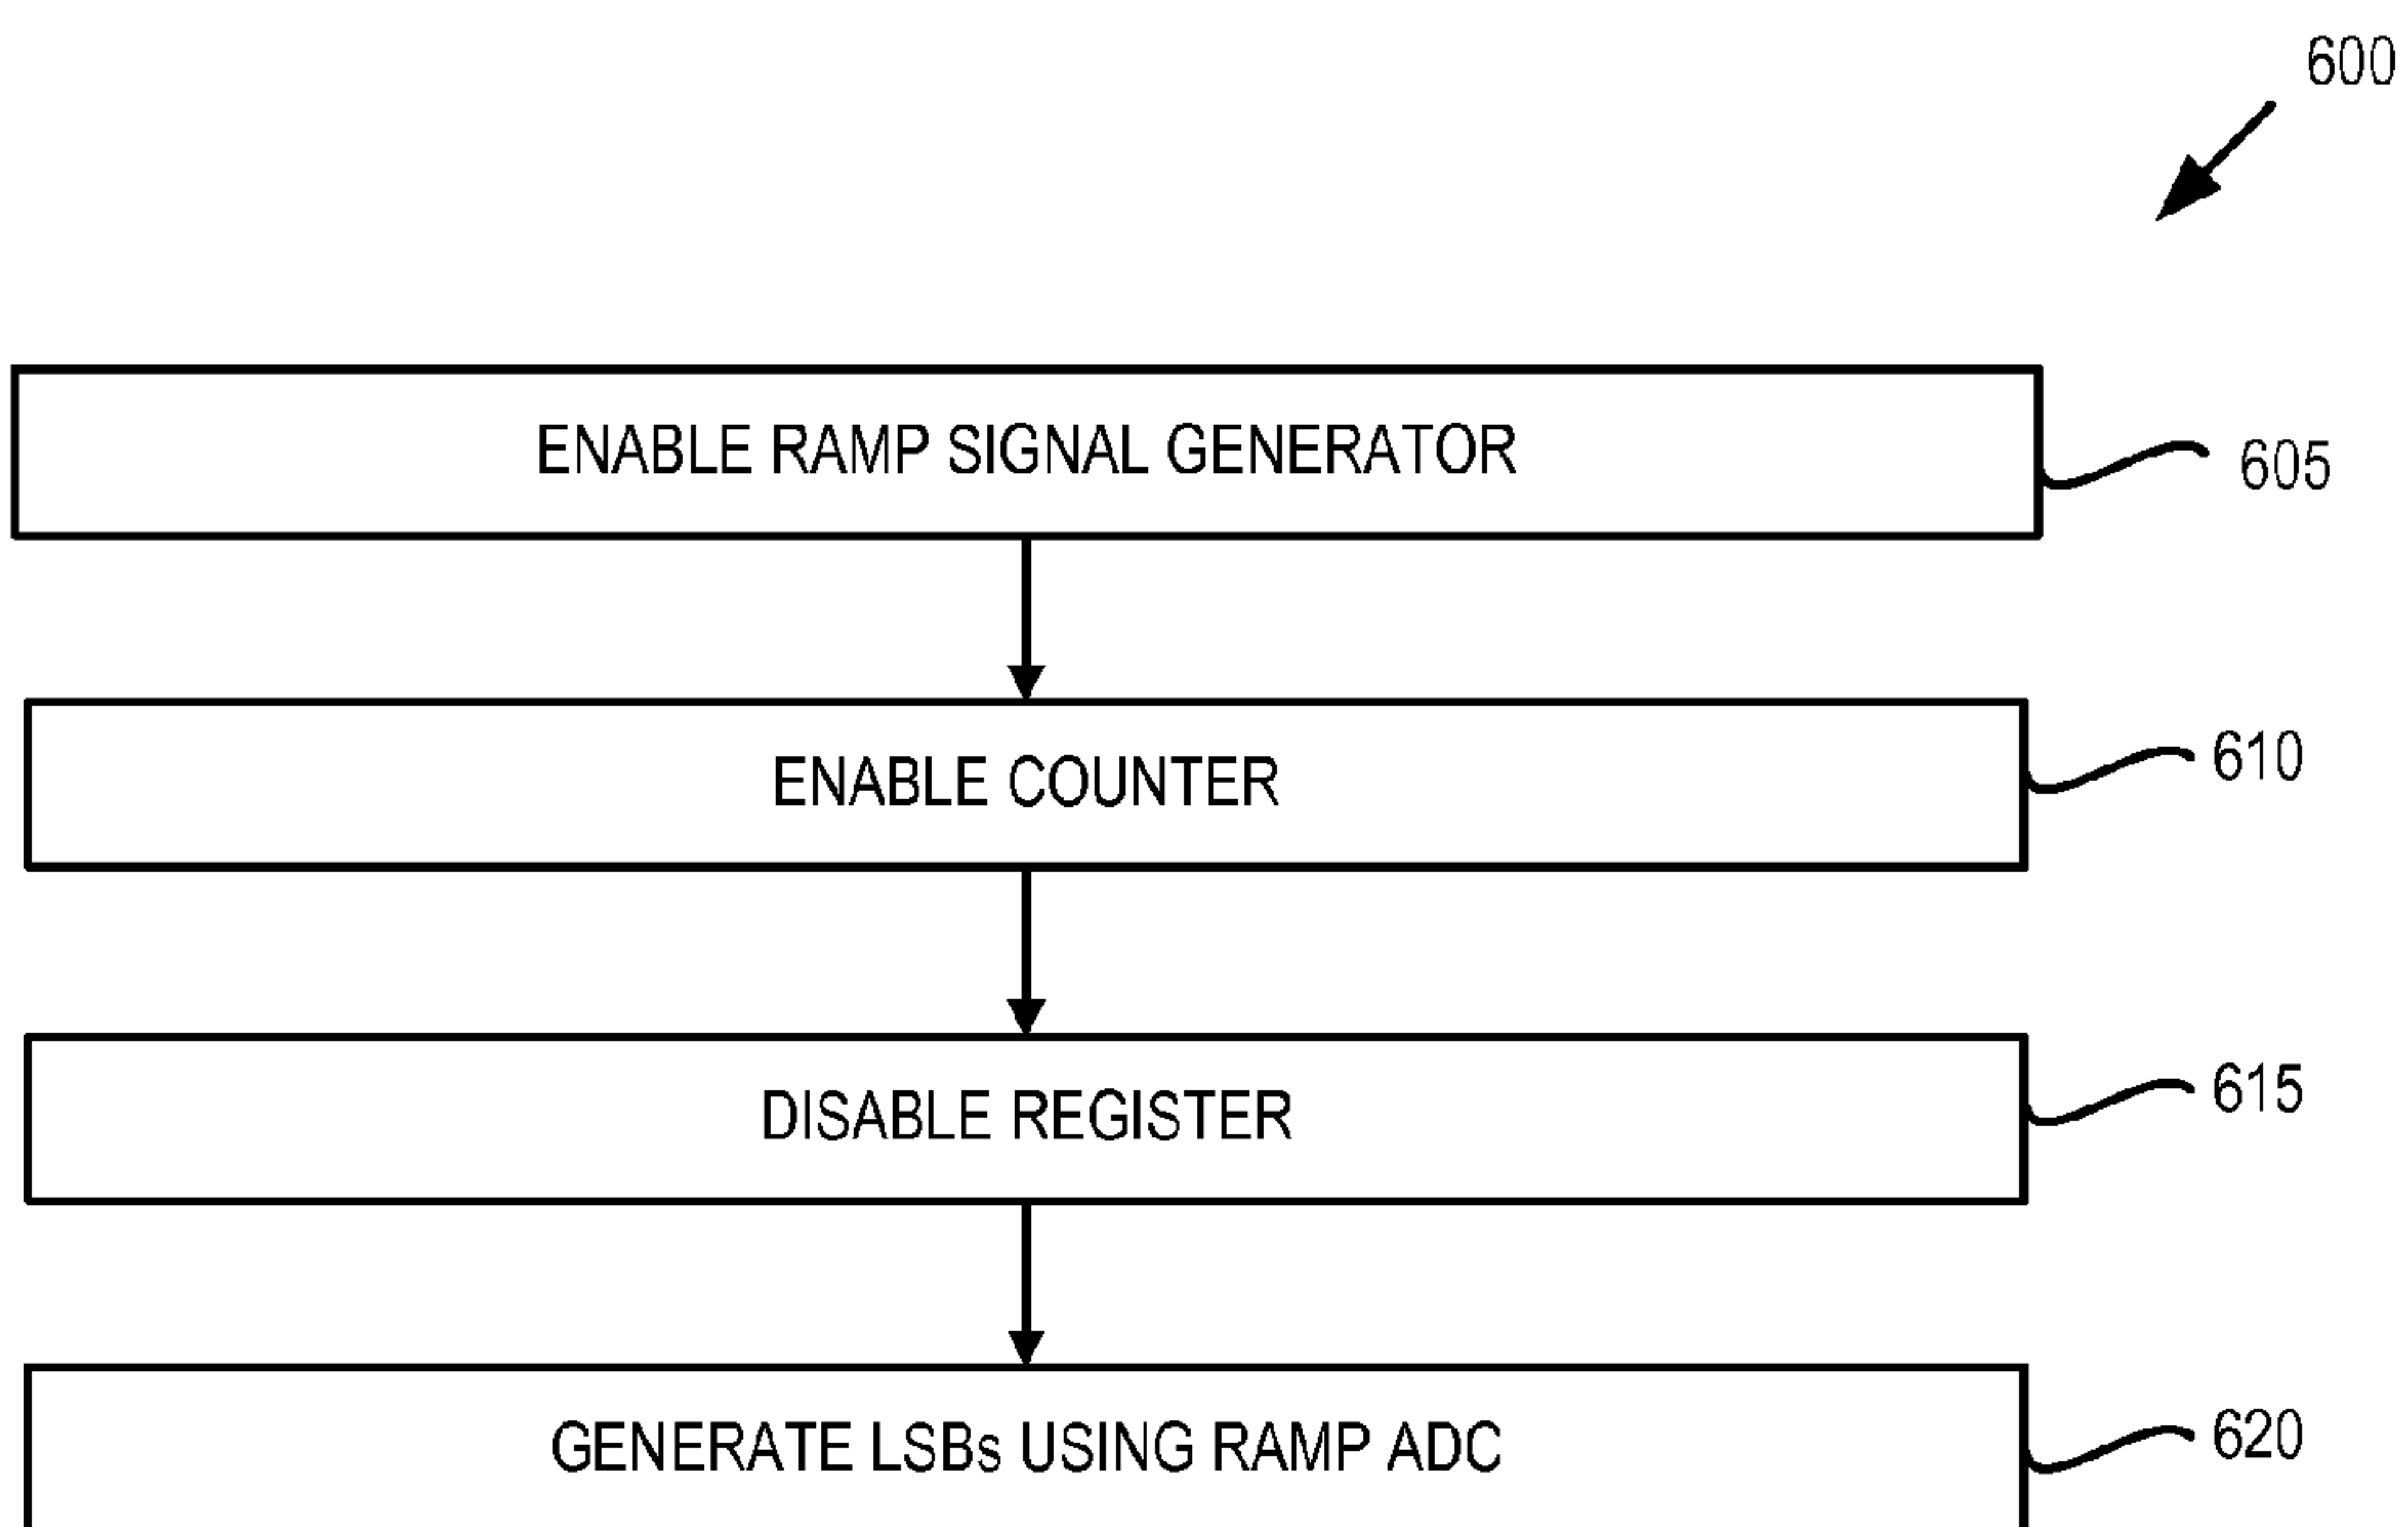 600
ENABLE RAMP SIGNAL GENERATOR
605
ENABLE COUNTER
610
DISABLE REGISTER
615
GENERATE LSBs USING RAMP ADC
620